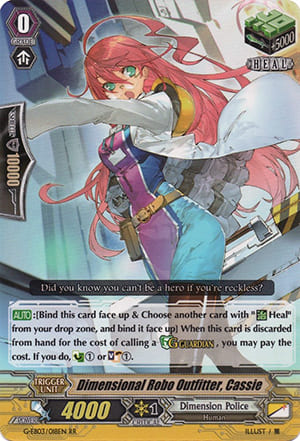 0
+5000
HEAL
10000
Did you know you can't be a hero if you're reckless?
AUTO:[Bind this card face up & Choose another card with "Heal"
from your drop zone, and bind it face up] When this card is discarded
from hand for the cost of calling a G GUARDIAN, you may pay the
cost. If you do, 1 or 1.
TRIGGER
UNIT
Dimensional Robo Outfitter, Cassie
4000
1
CRITICAL
Dimension Police
Human
POWER
G-EB03/018EN RR
ILLUST /